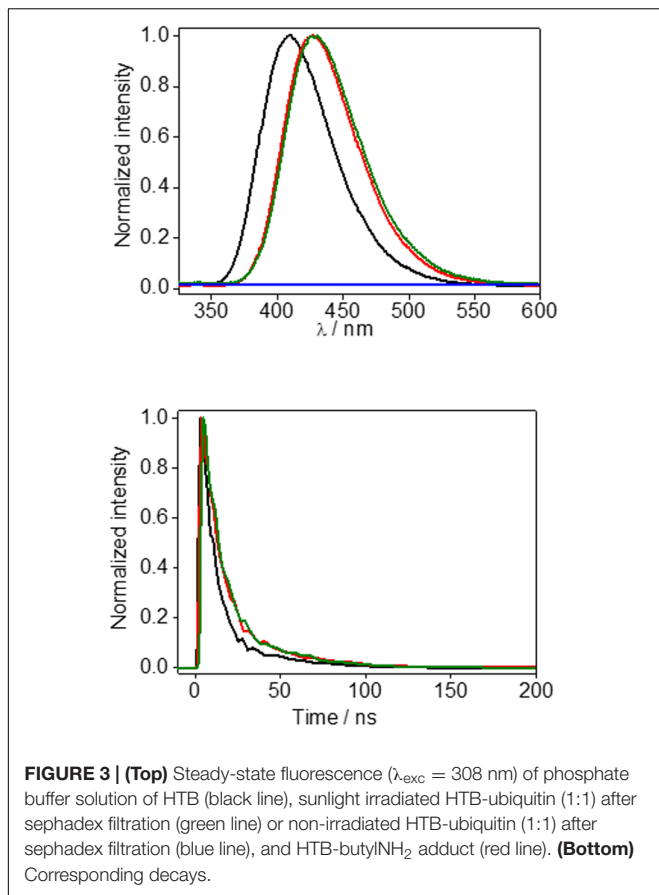 1.0
0.8
0.6
0.4
0.2
0.0
Normalized intensity
350 400 450 500 550 600
λ / nm
1.0
0.8
0.6
0.4
0.2
0.0
Normalized intensity
0 50 100 150 200
Time / ns
FIGURE 3 | (Top) Steady-state fluorescence (λexc = 308 nm) of phosphate
buffer solution of HTB (black line), sunlight irradiated HTB-ubiquitin (1:1) after
sephadex filtration (green line) or non-irradiated HTB-ubiquitin (1:1) after
sephadex filtration (blue line), and HTB-butylNH₂ adduct (red line). (Bottom)
Corresponding decays.